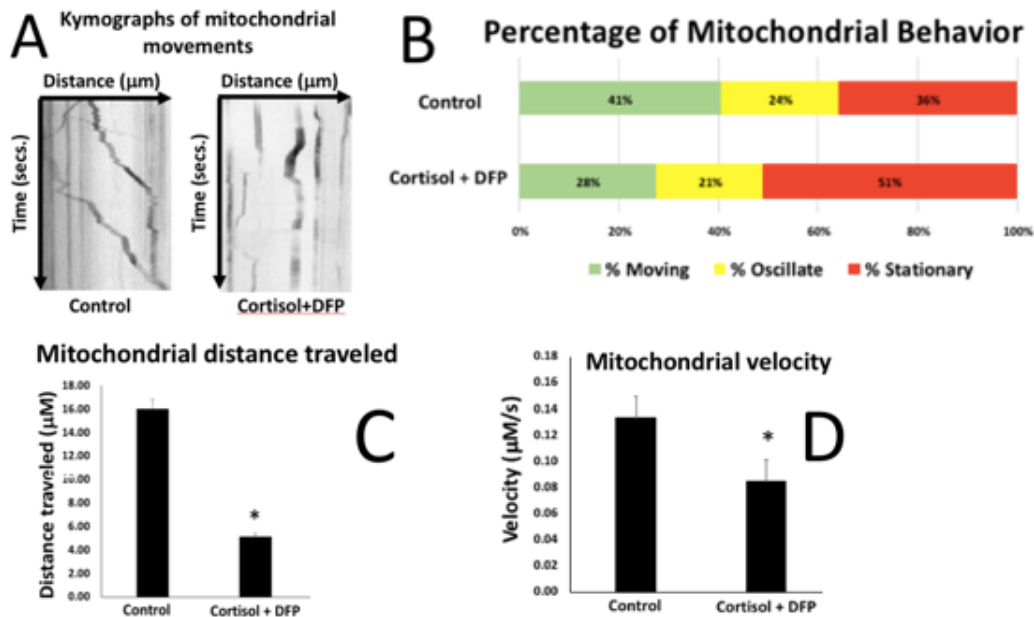 A
Kymographs of mitochondrial
movements
Distance (μm)
Distance (μm)
Time (secs.)
Time (secs.)
Control
Cortisol+DFP
B
Percentage of Mitochondrial Behavior
Control
41%
24%
36%
Cortisol + DFP
28%
21%
51%
0%
20%
40%
60%
80%
100%
% Moving
% Oscillate
% Stationary
Mitochondrial distance traveled
Distance traveled (μM)
18.00
16.00
14.00
12.00
10.00
8.00
6.00
4.00
2.00
0.00
*
Control
Cortisol + DFP
C
Mitochondrial velocity
Velocity (μM/s)
0.18
0.16
0.14
0.12
0.10
0.08
0.06
0.04
0.02
0.00
*
Control
Cortisol + DFP
D